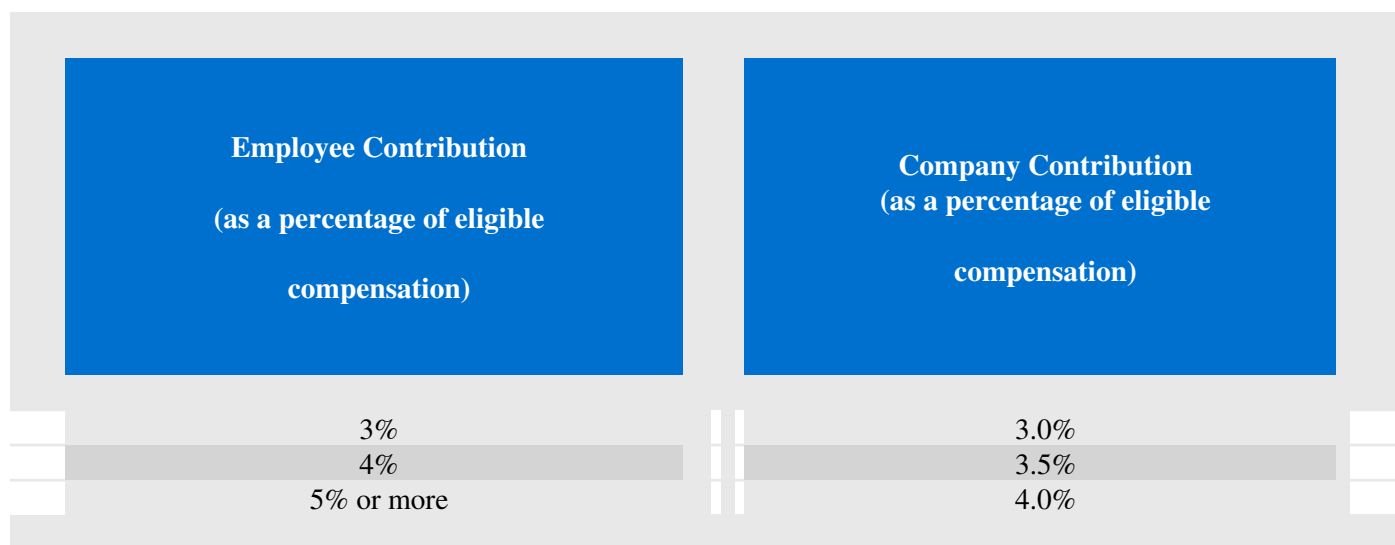 Employee Contribution
(as a percentage of eligible
compensation)
Company Contribution
(as a percentage of eligible
compensation)
3% 3.0%
4% 3.5%
5% or more 4.0%